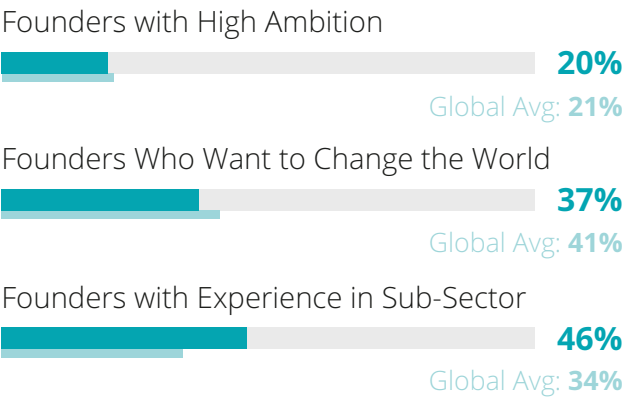 Founders with High Ambition
20%
Global Avg: 21%
Founders Who Want to Change the World
37%
Global Avg: 41%
Founders with Experience in Sub-Sector
46%
Global Avg: 34%